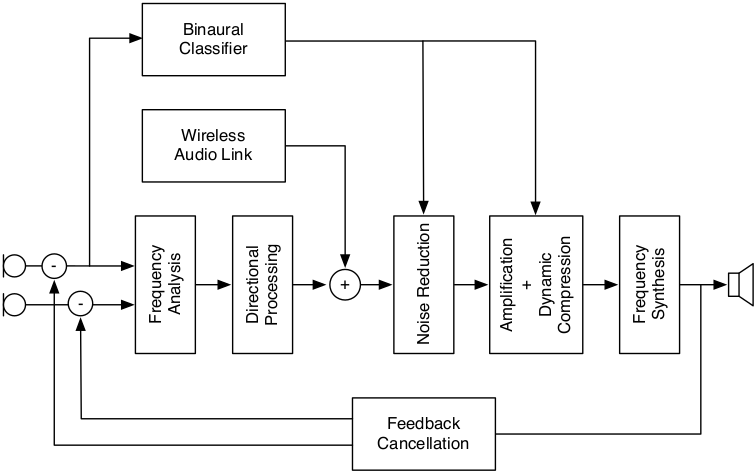 Binaural
Classifier
Wireless
Audio Link
-
-
Frequency
Analysis
Directional
Processing
+
Noise Reduction
Amplification
+
Dynamic
Compression
Frequency
Synthesis
Feedback
Cancellation